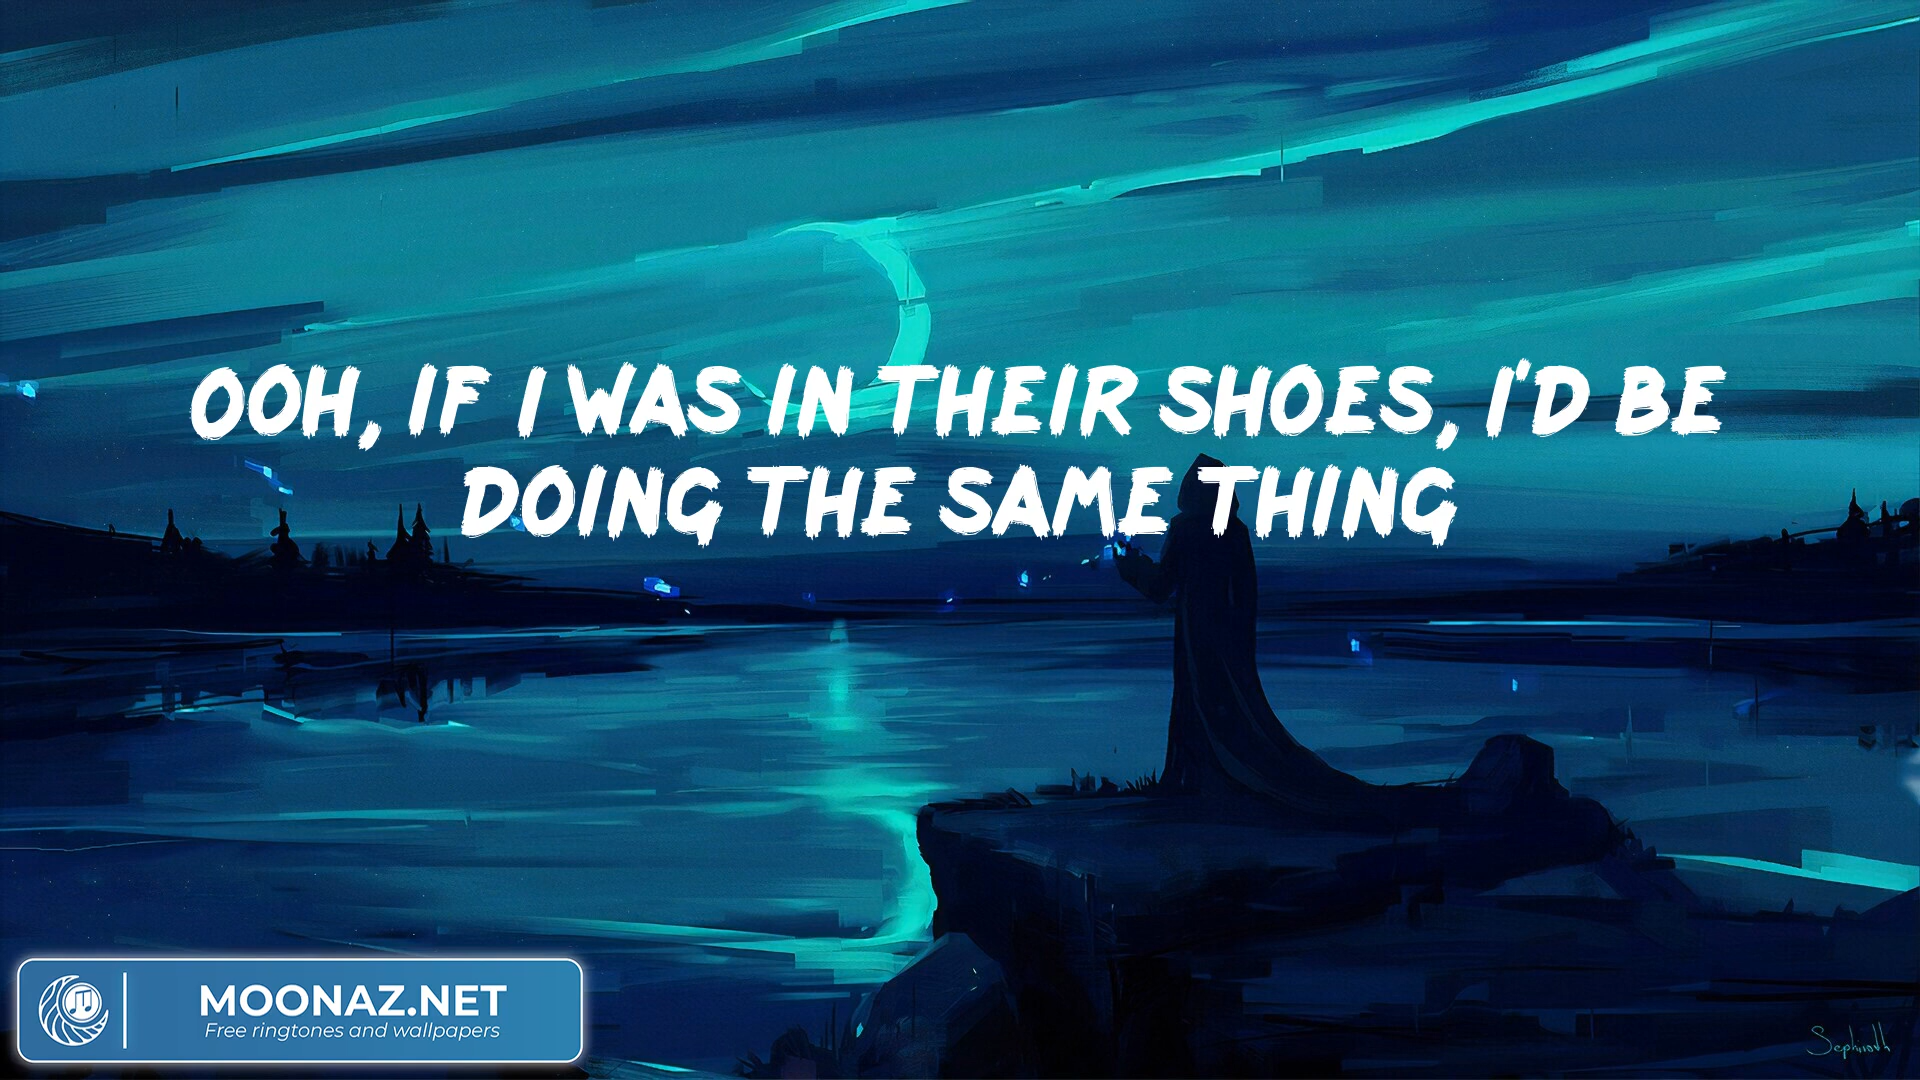 OOH, IF I WAS IN THEIR SHOES, I'D BE
DOING THE SAME THING
MOONAZ.NET
Free ringtones and wallpapers